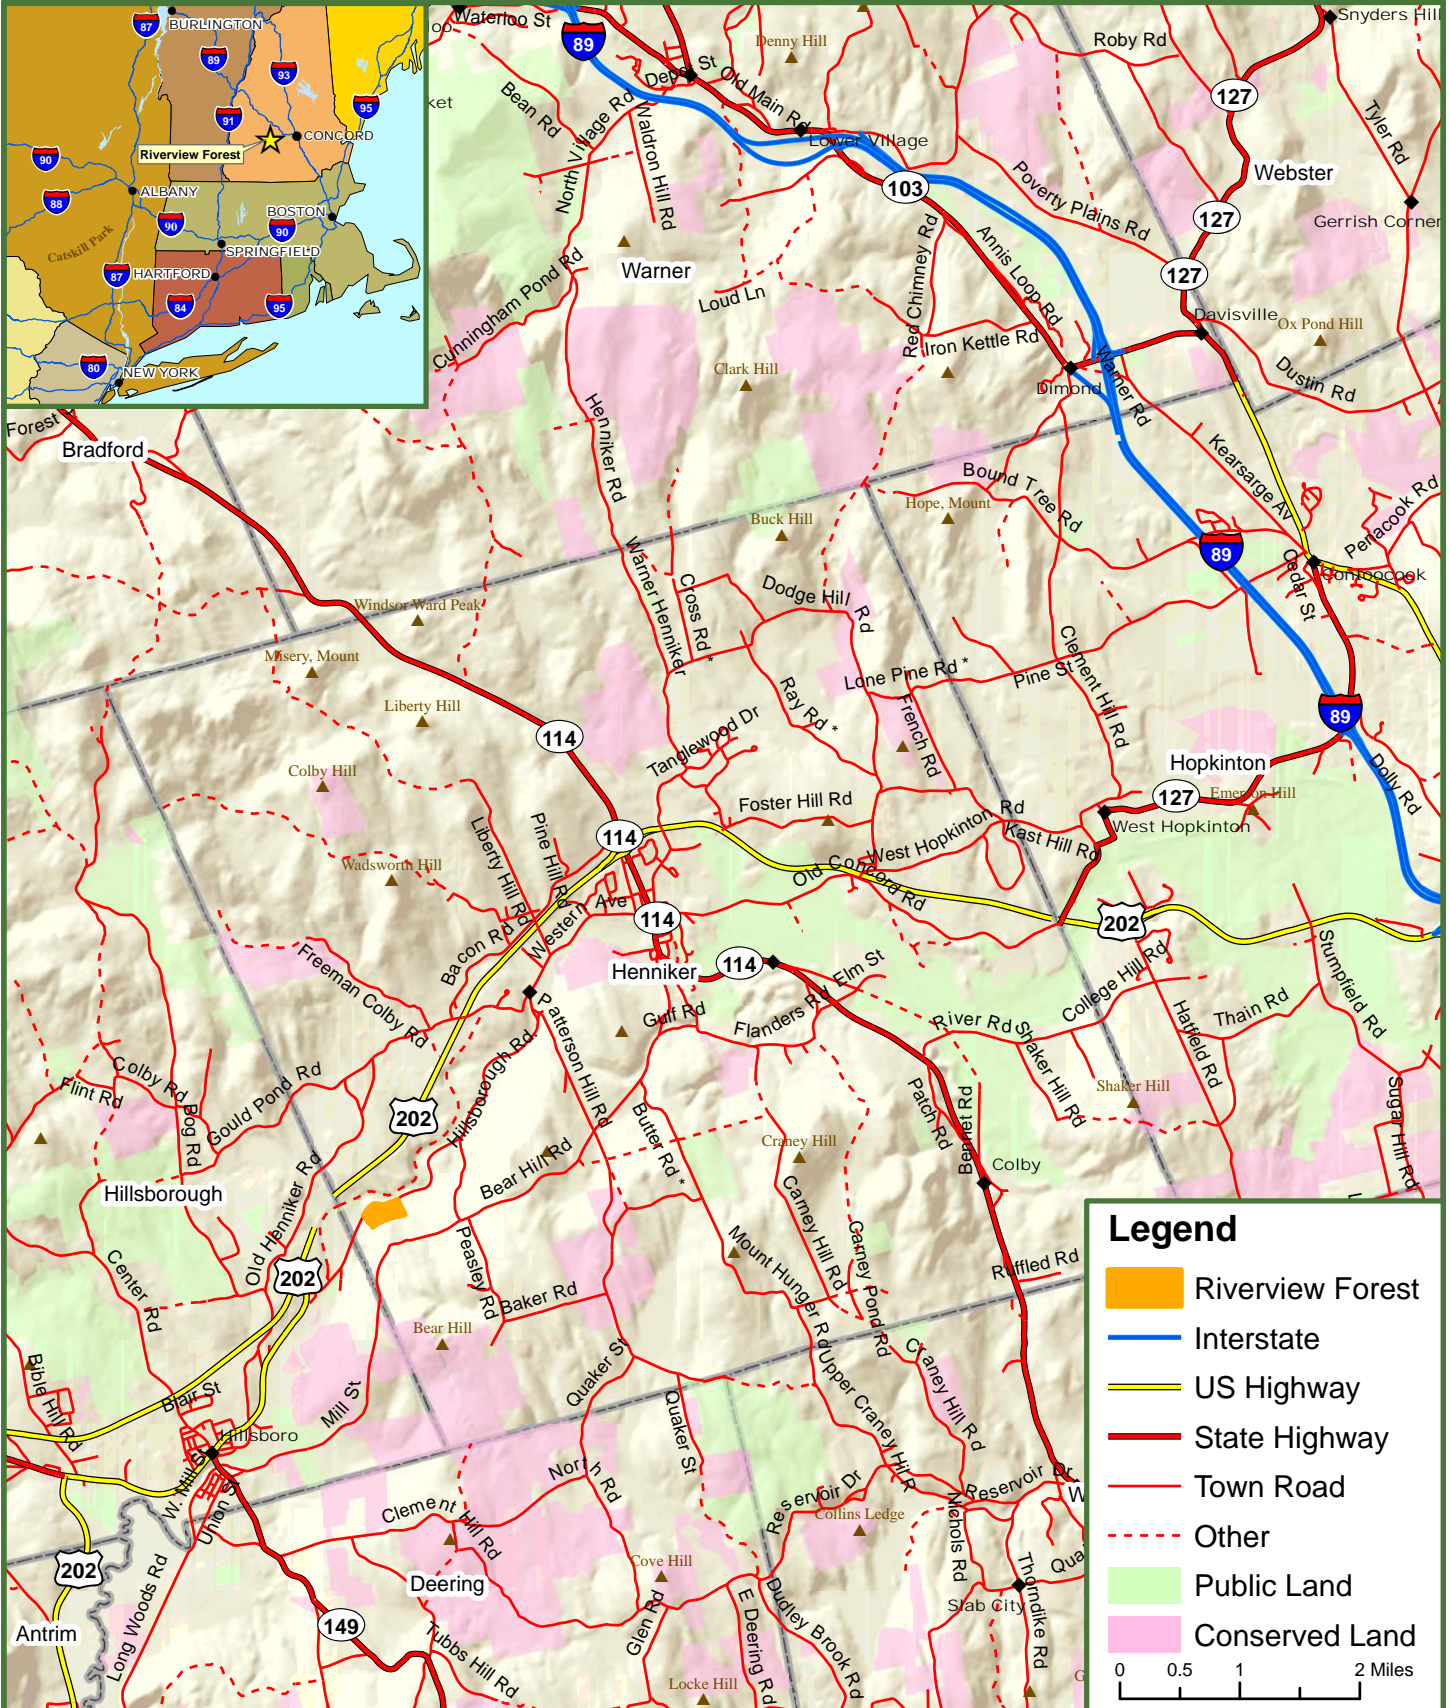 87
BURLINGTON
89
93
95
91
CONCORD
Riverview Forest
90
ALBANY
88
90
BOSTON
90
Catskill Park
SPRINGFIELD
87
HARTFORD
84
95
80
NEW YORK
Waterloo St
89
Denny Hill
Roby Rd
Snyders Hill
Depot St
Old Main Rd
127
Bean Rd
North Village Rd
Waldron Hill Rd
Lower Village
Tyler Rd
103
Poverty Plains Rd
Webster
127
Gerrish Corner
Warner
Annis Loop Rd
127
Cunningham Pond Rd
Loud Ln
Red Chimney Rd
Davisville
Ox Pond Hill
Iron Kettle Rd
Clark Hill
Dimond
Warner Rd
Dustin Rd
Forest
Bradford
Henniker Rd
Kearsarge Av
Bound Tree Rd
Hope, Mount
Penacook Rd
Buck Hill
89
Warner Henniker
Cross Rd *
Dodge Hill Rd
Cedar St
Contoocook
Windsor Ward Peak
Misery, Mount
Clement Hill Rd
Lone Pine Rd *
Pine St
Liberty Hill
Ray Rd *
French Rd
89
114
Tanglewood Dr
Hopkinton
Colby Hill
Dolly Rd
Foster Hill Rd
127
Emerson Hill
Liberty Hill Rd
Pine Hill Rd
114
West Hopkinton Rd
Kast Hill Rd
West Hopkinton
Wadsworth Hill
Old Concord Rd
Western Ave
114
202
Bacon Rd
Freeman Colby Rd
Henniker
114
Elm St
College Hill Rd
Stumpfield Rd
Patterson Hill Rd
Gulf Rd
Flanders Rd
River Rd
Hatfield Rd
Thain Rd
Shaker Hill Rd
Colby Rd
Flint Rd
Bog Rd
Gould Pond Rd
202
Hillsborough Rd.
Shaker Hill
Sugar Hill Rd
Patch Rd
Bennet Rd
Butter Rd *
Craney Hill
Bear Hill Rd
Colby
Hillsborough
Old Henniker Rd
Carney Hill Rd
Center Rd
Peasley Rd
Mount Hunger Rd
Carney Pond Rd
202
Ruffled Rd
Baker Rd
Bear Hill
Bible Hill Rd
Quaker St
Upper Craney Hil R
Craney Hill Rd
Blair St
Mill St
Quaker St
Hillsboro
W. Mill St
Union St
North Rd
Reservoir Dr
Reservoir Dr
W
Clement Hill Rd
Collins Ledge
Nichols Rd
202
Long Woods Rd
Cove Hill
Thorndike Rd
Qua
Deering
Slab City
Antrim
149
Tubbs Hill Rd
Glen Rd
E Deering Rd
Dudley Brook Rd
Locke Hill
Legend
Riverview Forest
Interstate
US Highway
State Highway
Town Road
Other
Public Land
Conserved Land
0 0.5 1 2 Miles